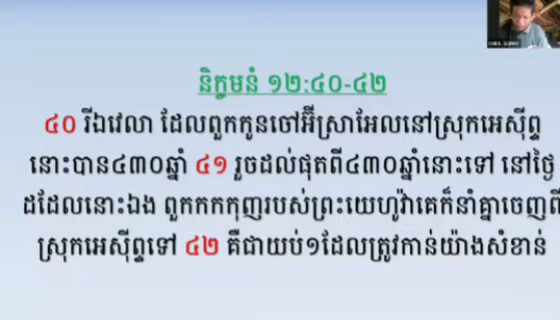 និក្ខមនំ ១២:៤០-៤២
៤០ រីឯវេលា ដែលពួកកូនចៅអ៊ីស្រាអែលនៅស្រុកអេស៊ីព្ទ
នោះបាន៤៣០ឆ្នាំ ៤១ រួចដល់ផុតពី៤៣០ឆ្នាំនោះទៅ នៅថ្ងៃ
ដដែលនោះឯង ពួកកកកុញរបស់ព្រះយេហូវ៉ាគេក៏នាំគ្នាចេញពី
ស្រុកអេស៊ីព្ទទៅ ៤២ គឺជាយប់១ដែលត្រូវកាន់យ៉ាងសំខាន់